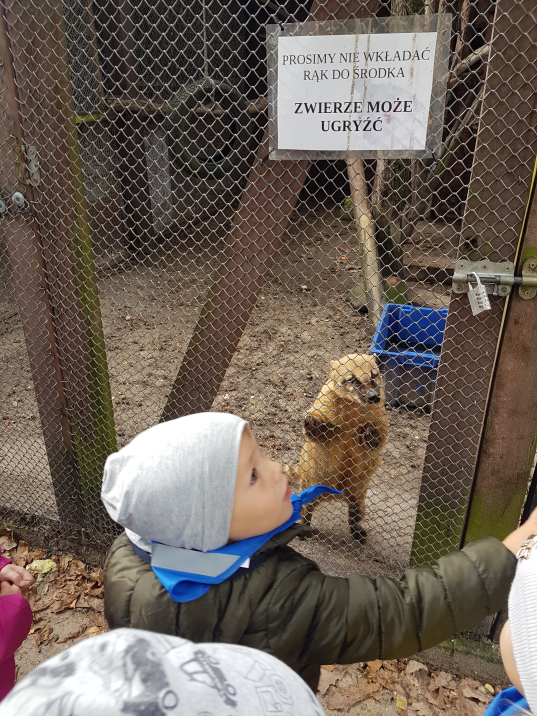 PROSIMY NIE WKŁADAĆ
RĄK DO ŚRODKA
ZWIERZE MOŻE
UGRYŹĆ